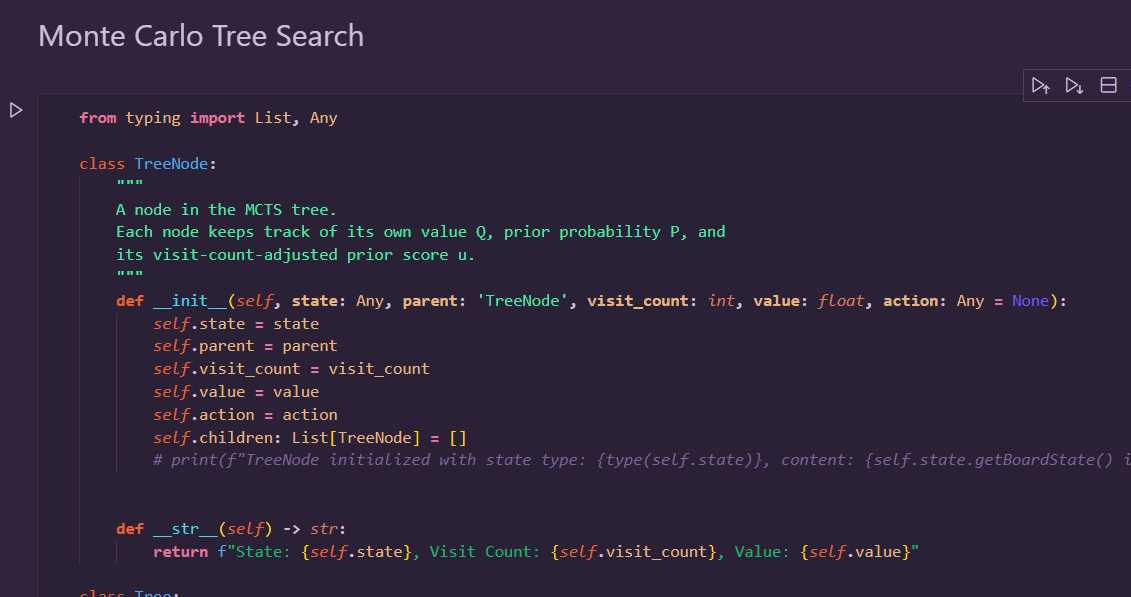 Monte Carlo Tree Search
from typing import List, Any
class TreeNode:
"""
A node in the MCTS tree.
Each node keeps track of its own value Q, prior probability P, and
its visit-count-adjusted prior score u.
"""
def __init__(self, state: Any, parent: 'TreeNode', visit_count: int, value: float, action: Any = None):
self.state = state
self.parent = parent
self.visit_count = visit_count
self.value = value
self.action = action
self.children: List[TreeNode] = []
# print(f"TreeNode initialized with state type: {type(self.state)}, content: {self.state.getBoardState()
def __str__(self) -> str:
return f"State: {self.state}, Visit Count: {self.visit_count}, Value: {self.value}"
class Tree: